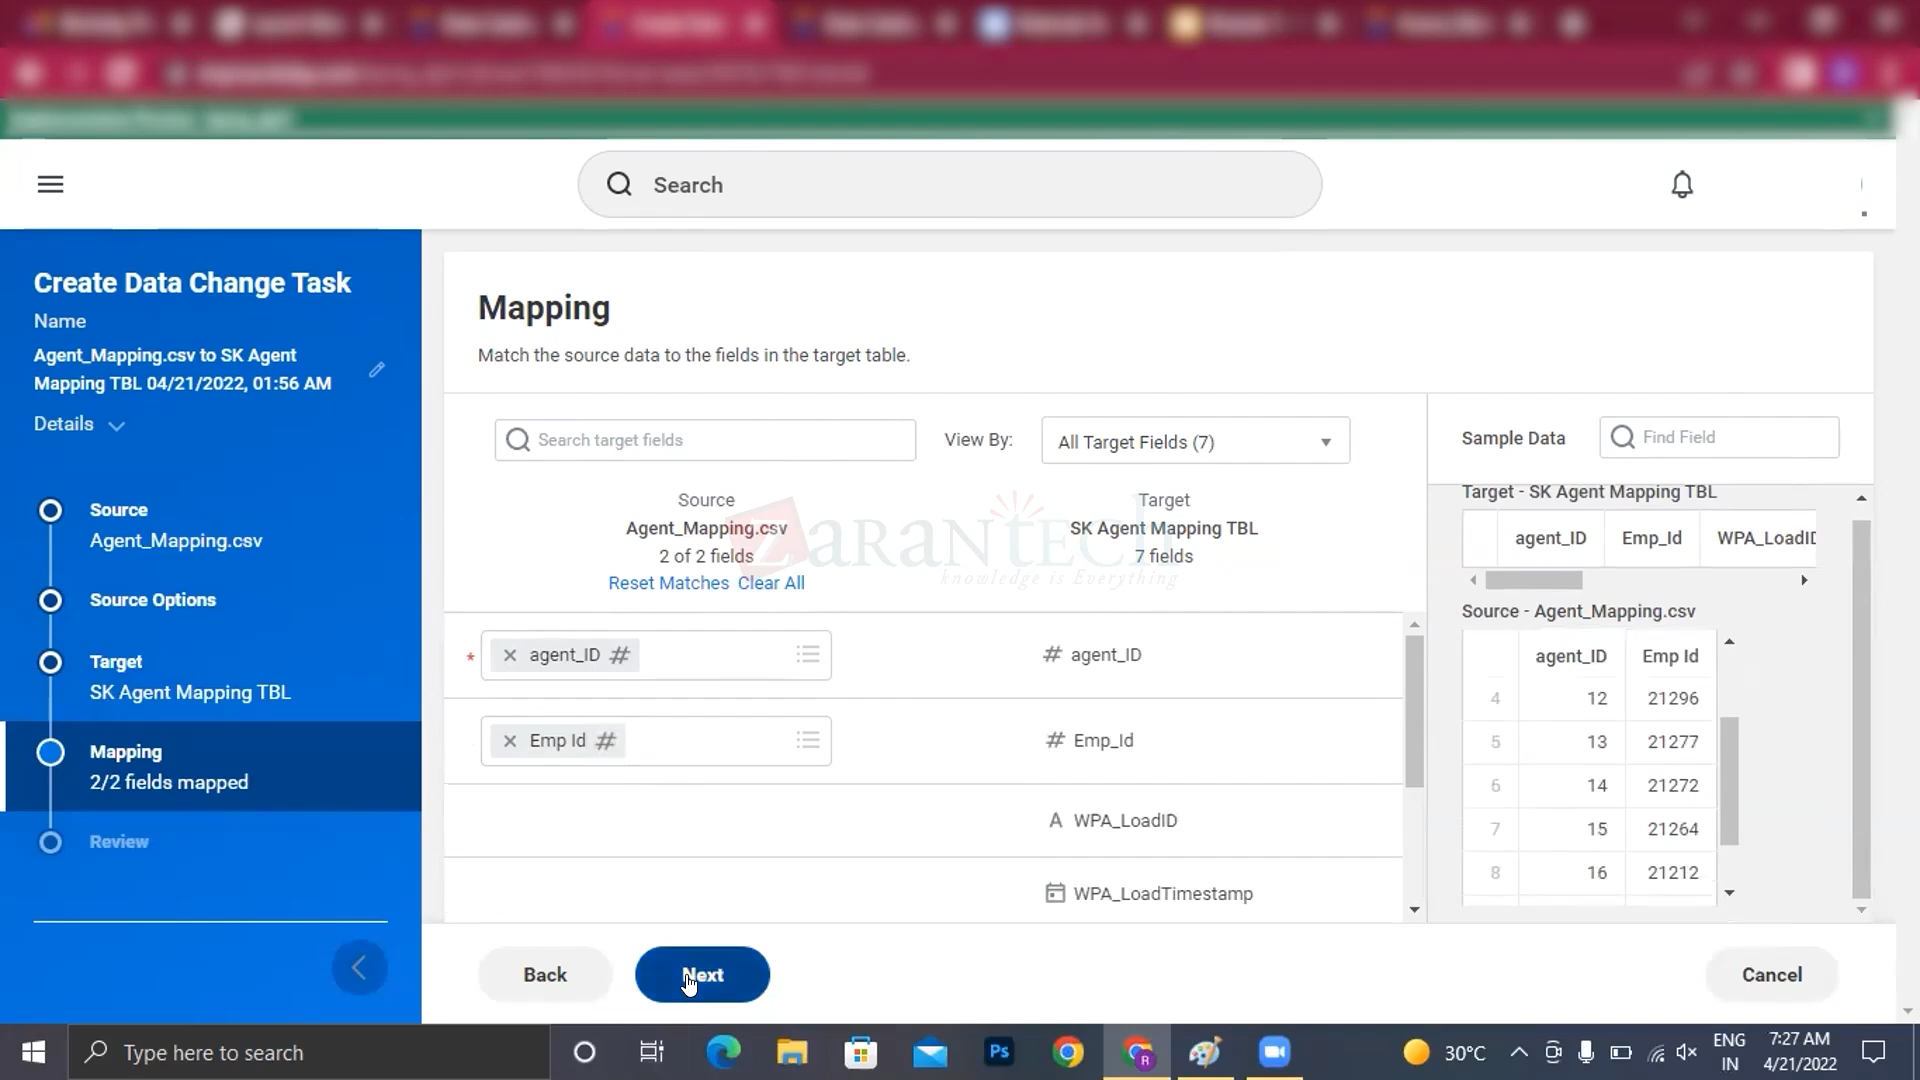 Search
Create Data Change Task
Name
Agent_Mapping.csv to SK Agent
Mapping TBL 04/21/2022, 01:56 AM
Details
Source
Agent_Mapping.csv
Source Options
Target
SK Agent Mapping TBL
Mapping
2/2 fields mapped
Review
Mapping
Match the source data to the fields in the target table.
Search target fields
View By:
All Target Fields (7)
Source
Agent_Mapping.csv
2 of 2 fields
Reset Matches Clear All
Target
SK Agent Mapping TBL
7 fields
ZaranTech
knowledge is Everything
* × agent_ID #
# agent_ID
× Emp Id #
# Emp_Id
A WPA_LoadID
WPA_LoadTimestamp
Sample Data
Find Field
Target - SK Agent Mapping TBL
agent_ID Emp_Id WPA_LoadID
Source - Agent_Mapping.csv
agent_ID Emp Id
4 12 21296
5 13 21277
6 14 21272
7 15 21264
8 16 21212
Back
Next
Cancel
Type here to search
Ps
R
30°C
ENG
IN
7:27 AM
4/21/2022